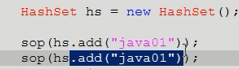 HashSet hs = new HashSet();
sop(hs.add("java01"));
sop(hs.add("java01"));